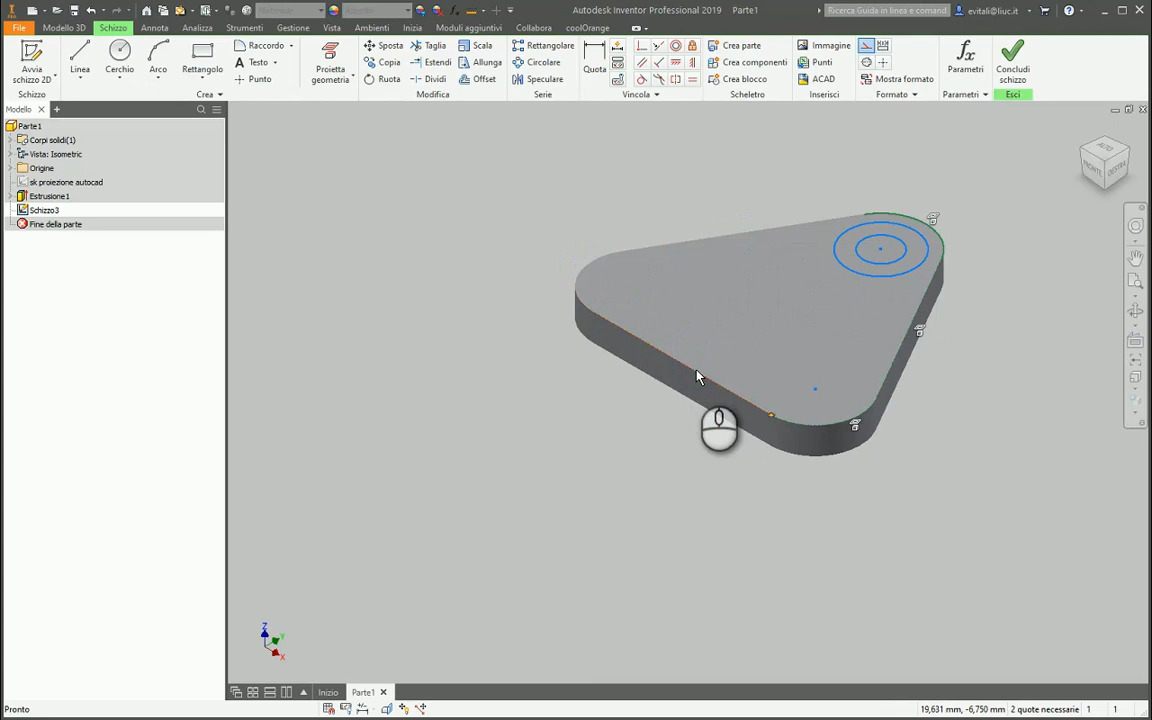 Autodesk Inventor Professional 2019   Parte1
Ricerca Guida in linea e command
evitali@liuc.it
File Modello 3D Schizzo Annota Analizza Strumenti Gestione Vista Ambienti Inizia Moduli aggiuntivi Collabora coolOrange
Avvia
schizzo 2D
Linea Cerchio Arco Rettangolo
Raccordo
Testo
Punto
Proietta
geometria
Sposta Taglia Scala
Copia Estendi Allunga
Ruota Dividi Offset
Rettangolare
Circolare
Speculare
Quota
Crea parte
Crea componenti
Crea blocco
Immagine
Punti
ACAD
Mostra formato
Parametri
Concludi
schizzo
Schizzo Crea Modifica Serie Vincola Scheletro Inserisci Formato Parametri Esci
Modello
Parte1
Corpi solidi(1)
Vista: Isometric
Origine
sk proiezione autocad
Estrusione1
Schizzo3
Fine della parte
ALTO
FRONTE
DESTRA
Z
Y
X
Inizio Parte1
Pronto
19,631 mm, -6,750 mm 2 quote necessarie 1 1